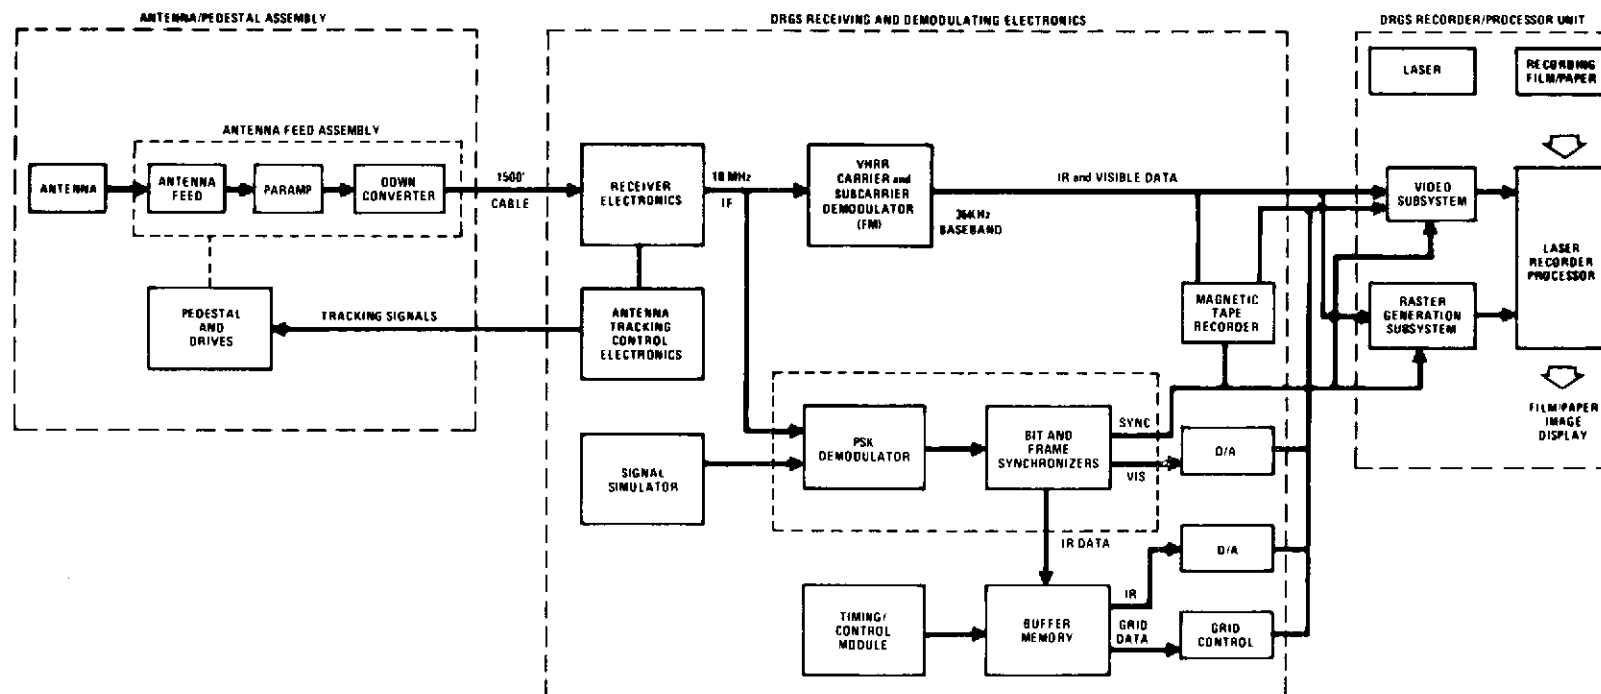 ANTENNA/PEDESTAL ASSEMBLY
DRGS RECEIVING AND DEMODULATING ELECTRONICS
DRGS RECORDER/PROCESSOR UNIT
LASER
RECORDING
FILM/PAPER
ANTENNA FEED ASSEMBLY
ANTENNA
ANTENNA
FEED
PARAMP
DOWN
CONVERTER
1500'
CABLE
RECEIVER
ELECTRONICS
10 MHz
IF
VHRR
CARRIER and
SUBCARRIER
DEMODULATOR
(FM)
IR and VISIBLE DATA
36KHz
BASEBAND
VIDEO
SUBSYSTEM
LASER
RECORDER
PROCESSOR
PEDESTAL
AND
DRIVES
TRACKING SIGNALS
ANTENNA
TRACKING
CONTROL
ELECTRONICS
MAGNETIC
TAPE
RECORDER
RASTER
GENERATION
SUBSYSTEM
FILM/PAPER
IMAGE
DISPLAY
SIGNAL
SIMULATOR
PSK
DEMODULATOR
BIT AND
FRAME
SYNCHRONIZERS
SYNC
VIS
D/A
IR DATA
D/A
TIMING/
CONTROL
MODULE
BUFFER
MEMORY
IR
GRID
DATA
GRID
CONTROL